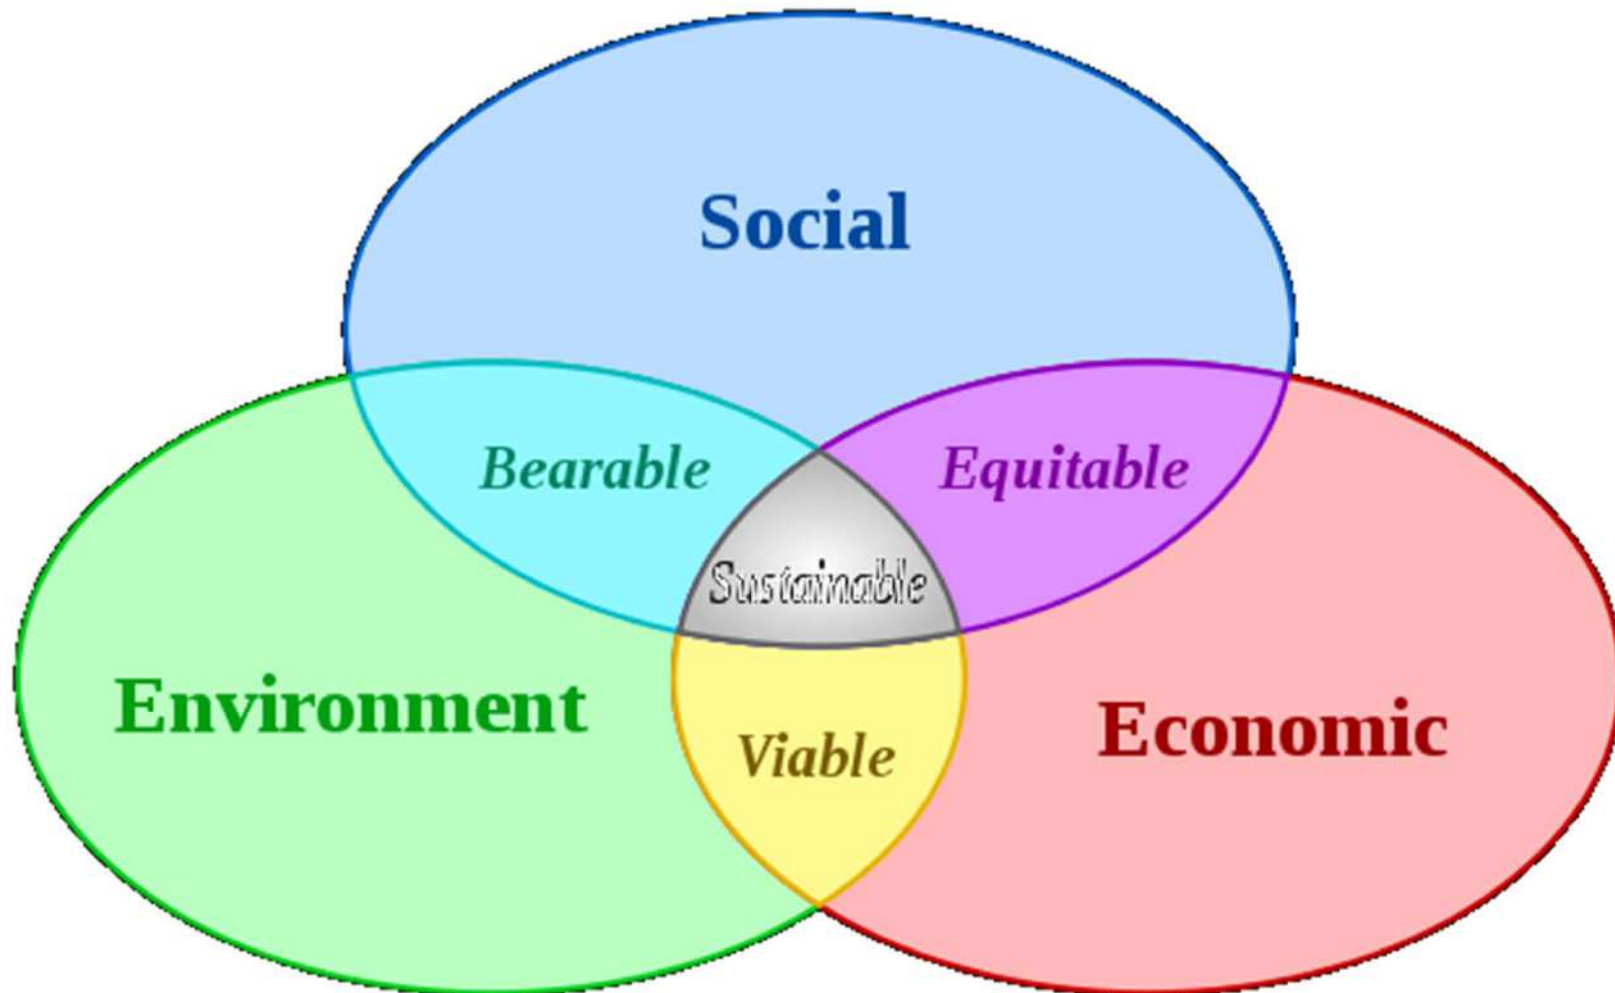 Social
Bearable
Equitable
Sustainable
Environment
Economic
Viable